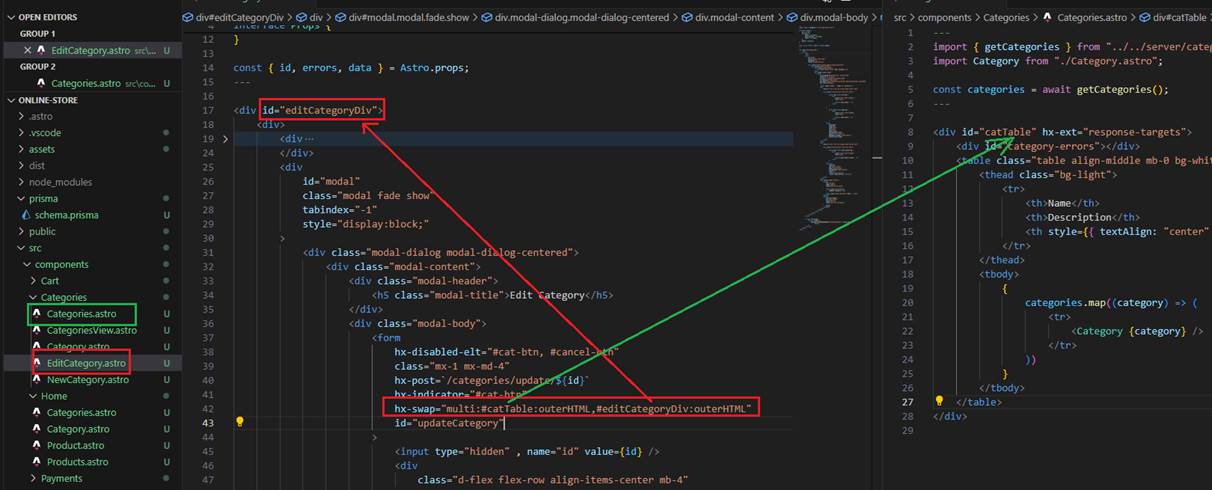 OPEN EDITORS
GROUP 1
EditCategory.astro src\... U
GROUP 2
Categories.astro src\co... U
ONLINE-STORE
.astro
.vscode
assets
dist
node_modules
prisma
schema.prisma U
public
src
components
Cart
Categories
Categories.astro U
CategoriesView.astro U
Category.astro U
EditCategory.astro U
NewCategory.astro U
Home
Categories.astro U
Category.astro U
Product.astro U
Products.astro U
Payments
div#editCategoryDiv > div > div#modal.modal.fade.show > div.modal-dialog.modal-dialog-centered > div.modal-content > div.modal-body >
4 interface Props {
12 }
13
14 const { id, errors, data } = Astro.props;
15 ---
16
17 <div id="editCategoryDiv">
18 <div>
19 <div ···
24 </div>
25 <div
26 id="modal"
27 class="modal fade show"
28 tabindex="-1"
29 style="display:block;"
30 >
31 <div class="modal-dialog modal-dialog-centered">
32 <div class="modal-content">
33 <div class="modal-header">
34 <h5 class="modal-title">Edit Category</h5>
35 </div>
36 <div class="modal-body">
37 <form
38 hx-disabled-elt="#cat-btn, #cancel-btn"
39 class="mx-1 mx-md-4"
40 hx-post=`/categories/update/${id}`
41 hx-indicator="#cat-btn"
42 hx-swap="multi:#catTable:outerHTML,#editCategoryDiv:outerHTML"
43 id="updateCategory"
44 >
45 <input type="hidden" , name="id" value={id} />
46 <div
47 class="d-flex flex-row align-items-center mb-4"
src > components > Categories > Categories.astro > div#catTable
1 ---
2 import { getCategories } from "../../server/categ
3 import Category from "./Category.astro";
4
5 const categories = await getCategories();
6 ---
7
8 <div id="catTable" hx-ext="response-targets">
9 <div id="category-errors"></div>
10 <table class="table align-middle mb-0 bg-whit
11 <thead class="bg-light">
12 <tr>
13 <th>Name</th>
14 <th>Description</th>
15 <th style={{ textAlign: "center"
16 </tr>
17 </thead>
18 <tbody>
19 {
20 categories.map((category) => (
21 <tr>
22 <Category {category} />
23 </tr>
24 ))
25 }
26 </tbody>
27 </table>
28 </div>
29